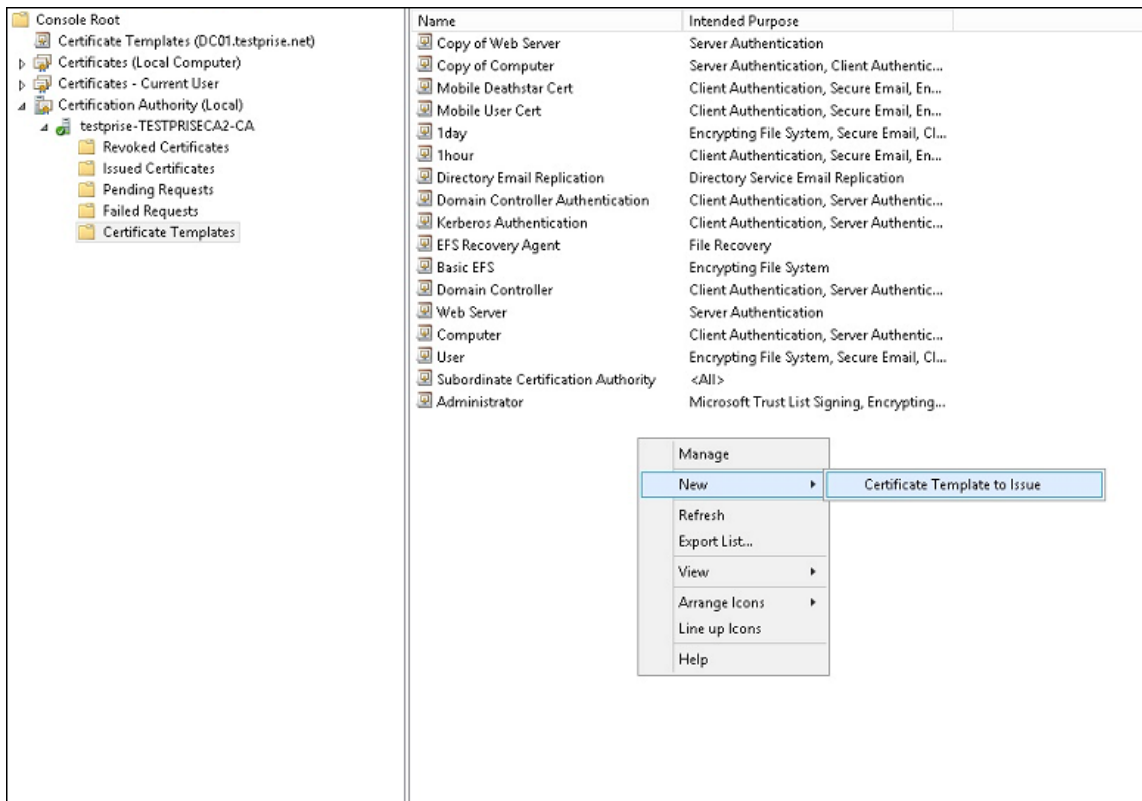 Console Root
Certificate Templates (DC01.testprise.net)
Certificates (Local Computer)
Certificates - Current User
Certification Authority (Local)
testprise-TESTPRISECA2-CA
Revoked Certificates
Issued Certificates
Pending Requests
Failed Requests
Certificate Templates
Name Intended Purpose
Copy of Web Server Server Authentication
Copy of Computer Server Authentication, Client Authentic...
Mobile Deathstar Cert Client Authentication, Secure Email, En...
Mobile User Cert Client Authentication, Secure Email, En...
1day Encrypting File System, Secure Email, Cl...
1hour Client Authentication, Secure Email, En...
Directory Email Replication Directory Service Email Replication
Domain Controller Authentication Client Authentication, Server Authentic...
Kerberos Authentication Client Authentication, Server Authentic...
EFS Recovery Agent File Recovery
Basic EFS Encrypting File System
Domain Controller Client Authentication, Server Authentic...
Web Server Server Authentication
Computer Client Authentication, Server Authentic...
User Encrypting File System, Secure Email, Cl...
Subordinate Certification Authority <All>
Administrator Microsoft Trust List Signing, Encrypting...
Manage
New Certificate Template to Issue
Refresh
Export List...
View
Arrange Icons
Line up Icons
Help